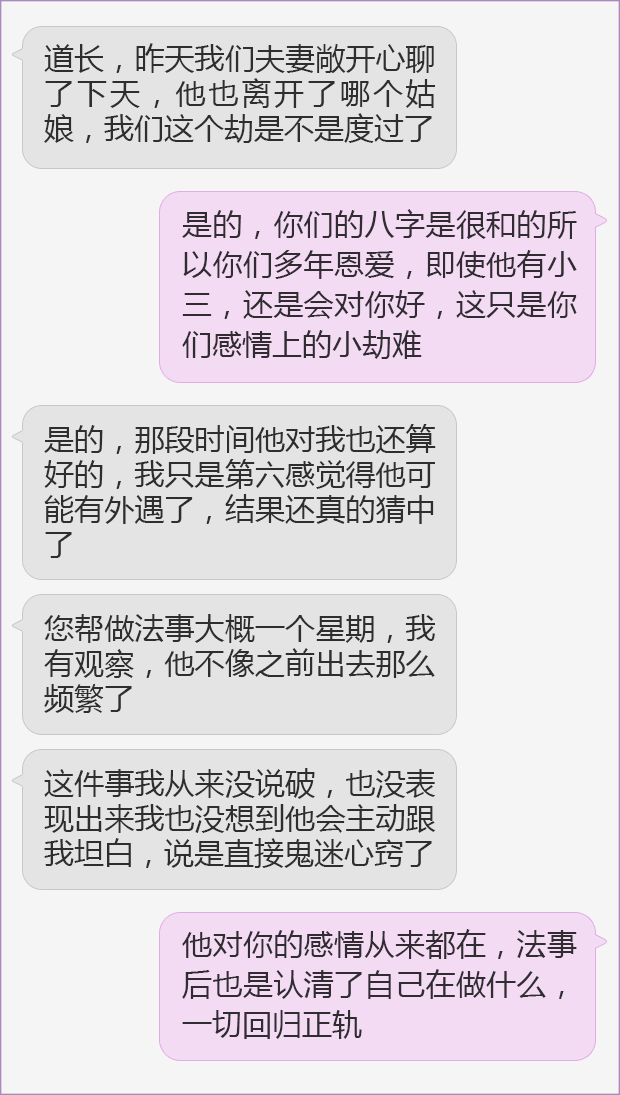 道长，昨天我们夫妻敞开心聊
了下天，他也离开了哪个姑
娘，我们这个劫是不是度过了
是的，你们的八字是很和的所
以你们多年恩爱，即使他有小
三，还是会对你好，这只是你
们感情上的小劫难
是的，那段时间他对我也还算
好的，我只是第六感觉得他可
能有外遇了，结果还真的猜中
了
您帮做法事大概一个星期，我
有观察，他不像之前出去那么
频繁了
这件事我从来没说破，也没表
现出来我也没想到他会主动跟
我坦白，说是直接鬼迷心窍了
他对你的感情从来都在，法事
后也是认清了自己在做什么，
一切回归正轨